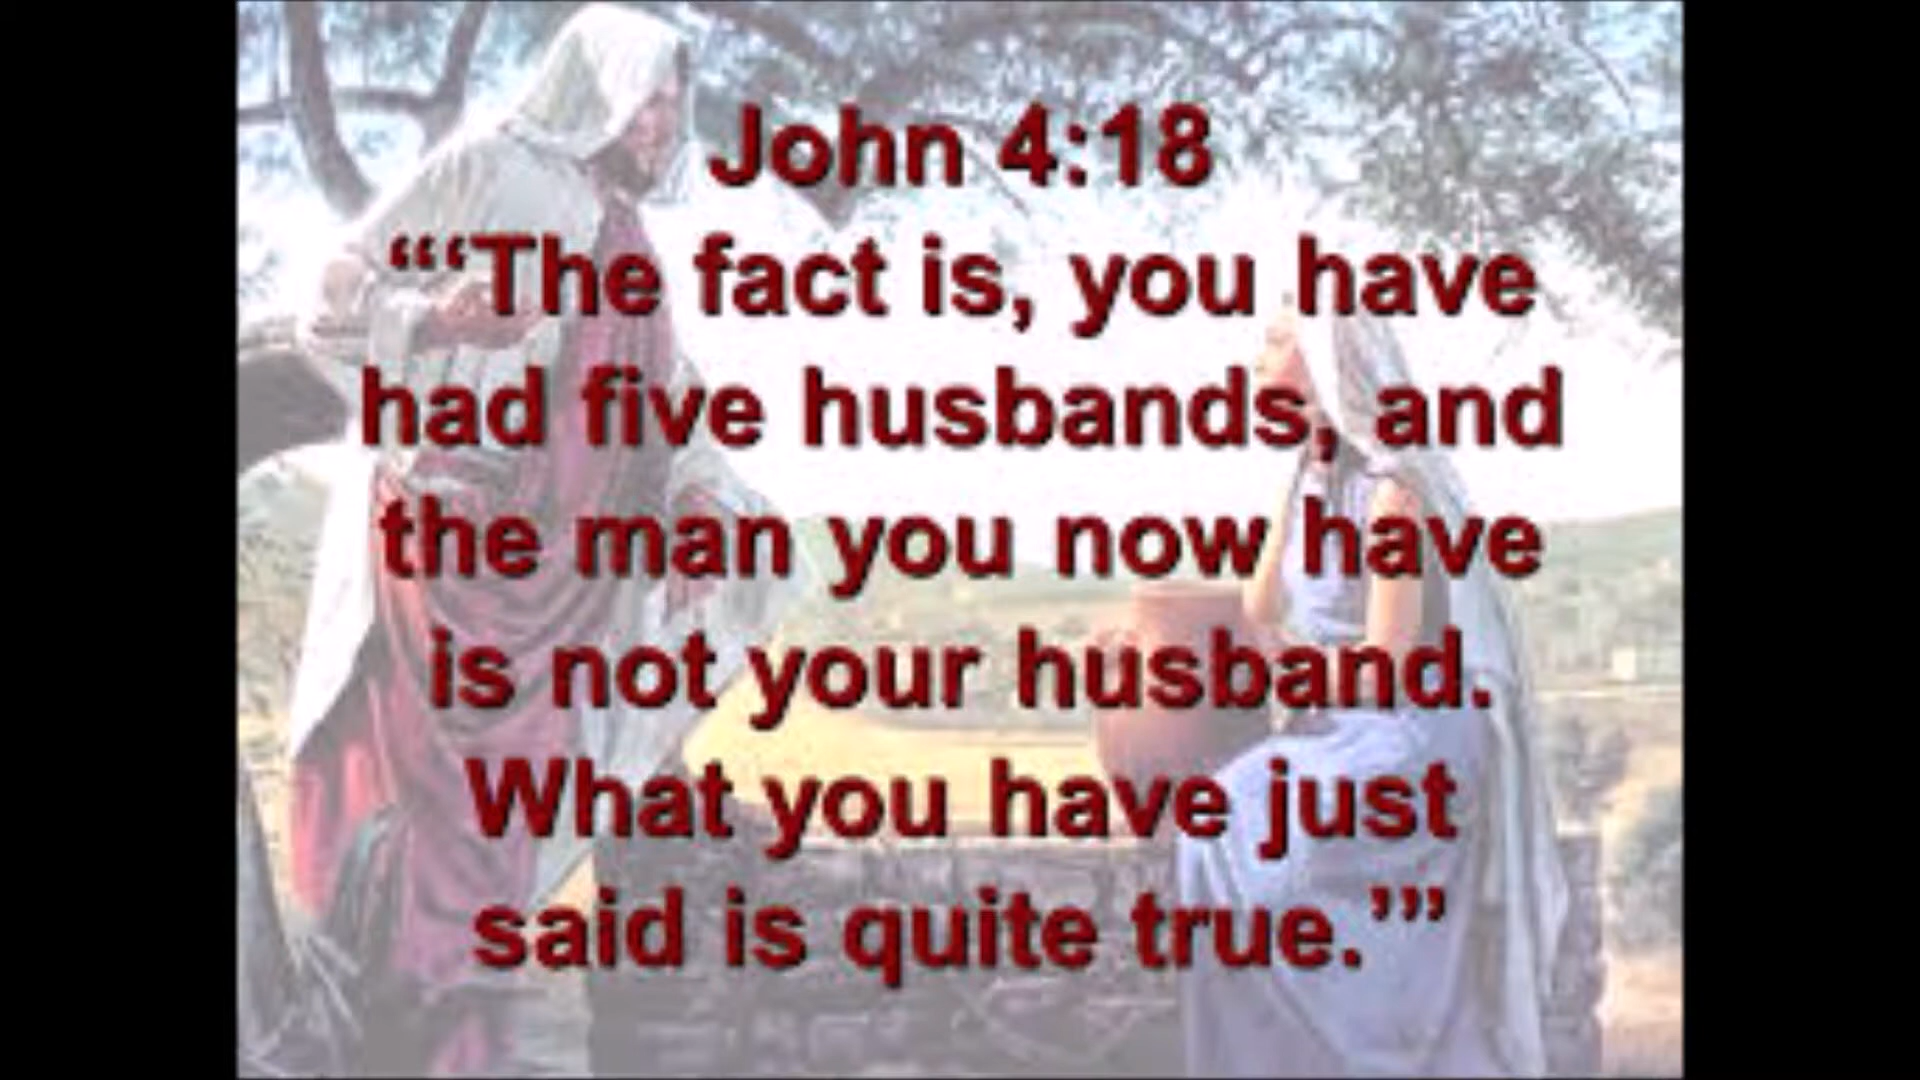 John 4:18
“‘The fact is, you have
had five husbands, and
the man you now have
is not your husband.
What you have just
said is quite true.’”